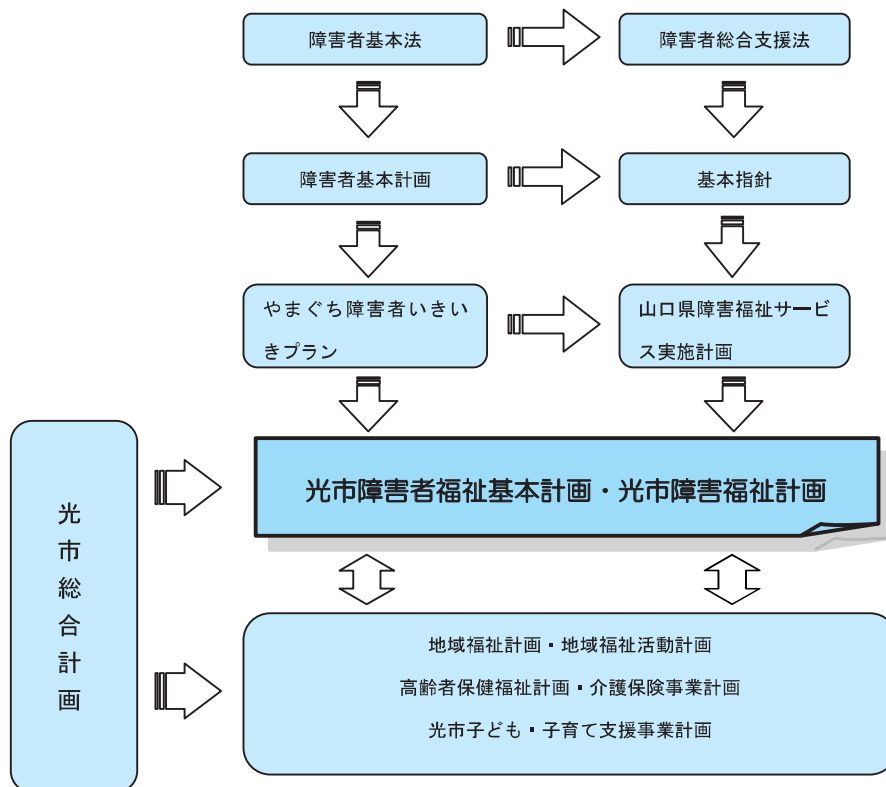 障害者基本法
障害者総合支援法
障害者基本計画
基本指針
やまぐち障害者いきい
きプラン
山口県障害福祉サービ
ス実施計画
光市障害者福祉基本計画・光市障害福祉計画
光市総合計画
地域福祉計画・地域福祉活動計画
高齢者保健福祉計画・介護保険事業計画
光市子ども・子育て支援事業計画